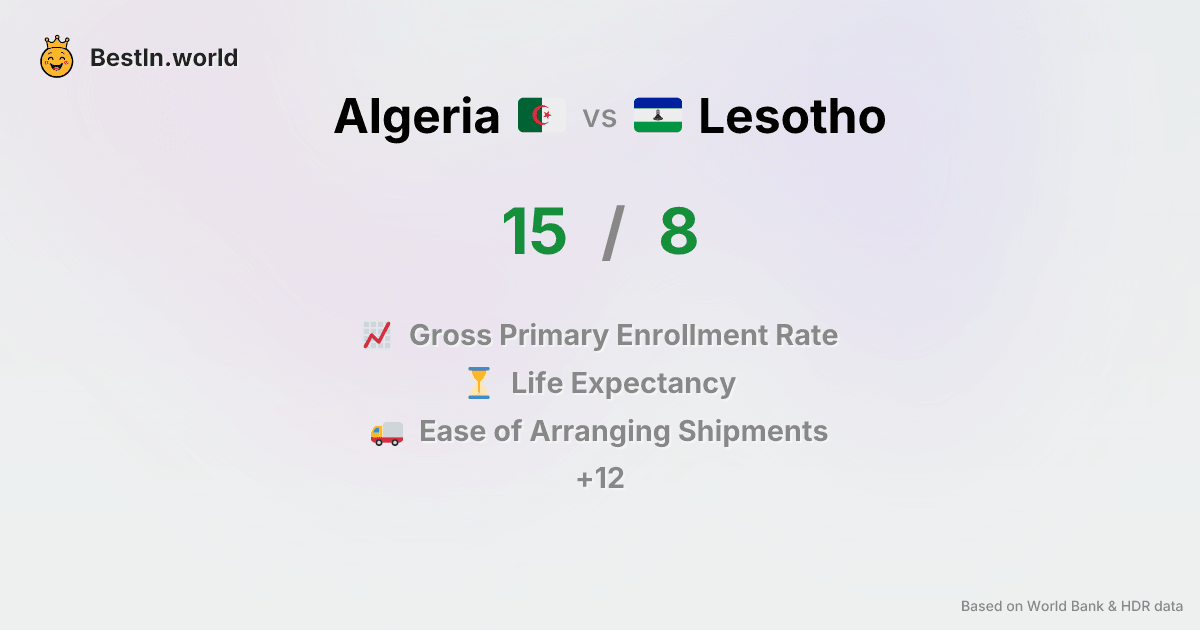 BestIn.world
Algeria vs Lesotho
15 / 8
Gross Primary Enrollment Rate
Life Expectancy
Ease of Arranging Shipments
+12
Based on World Bank & HDR data